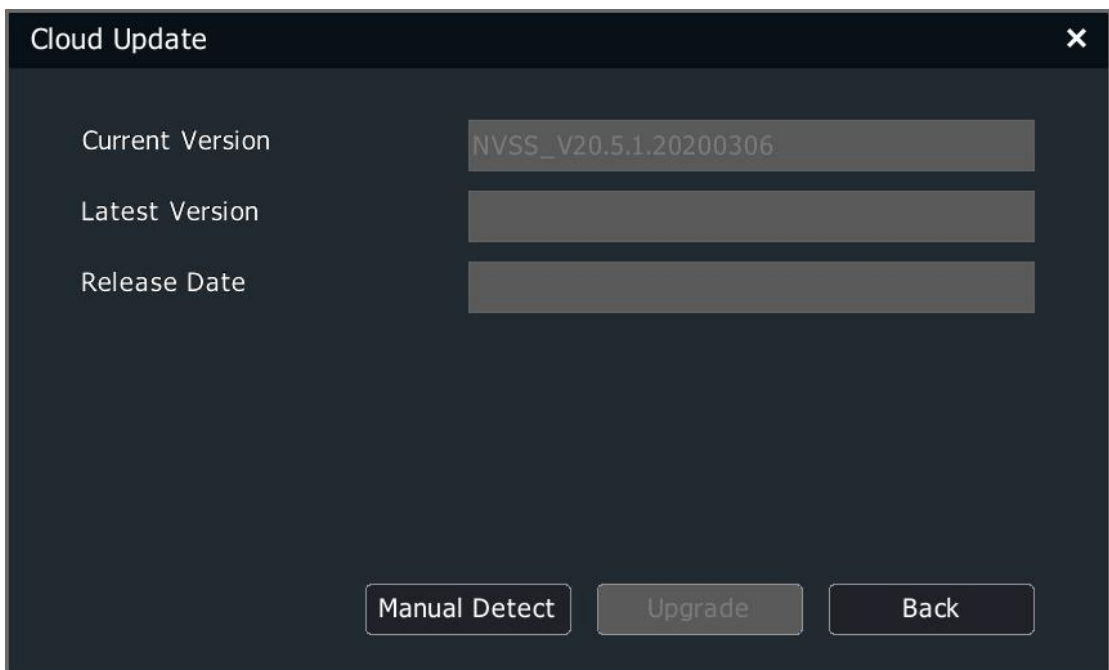 Cloud Update ×
Current Version NVSS_V20.5.1.20200306
Latest Version
Release Date
Manual Detect Upgrade Back